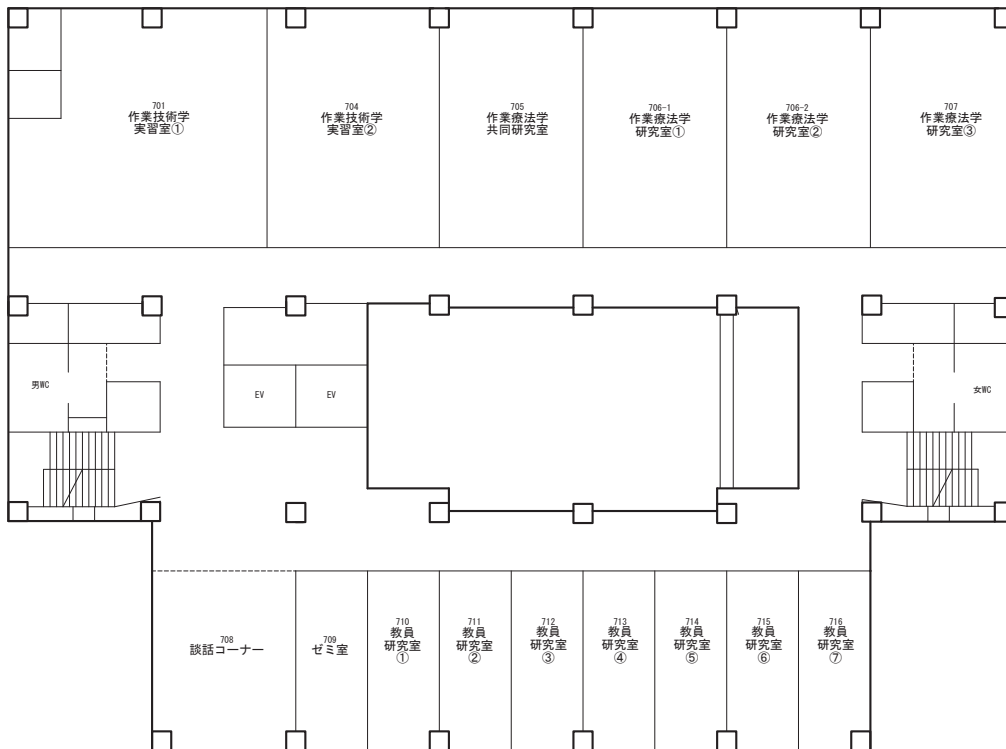 701
作業技術学
実習室①
704
作業技術学
実習室②
705
作業療法学
共同研究室
706-1
作業療法学
研究室①
706-2
作業療法学
研究室②
707
作業療法学
研究室③
男WC
EV
EV
女WC
708
談話コーナー
709
ゼミ室
710
教員
研究室
①
711
教員
研究室
②
712
教員
研究室
③
713
教員
研究室
④
714
教員
研究室
⑤
715
教員
研究室
⑥
716
教員
研究室
⑦